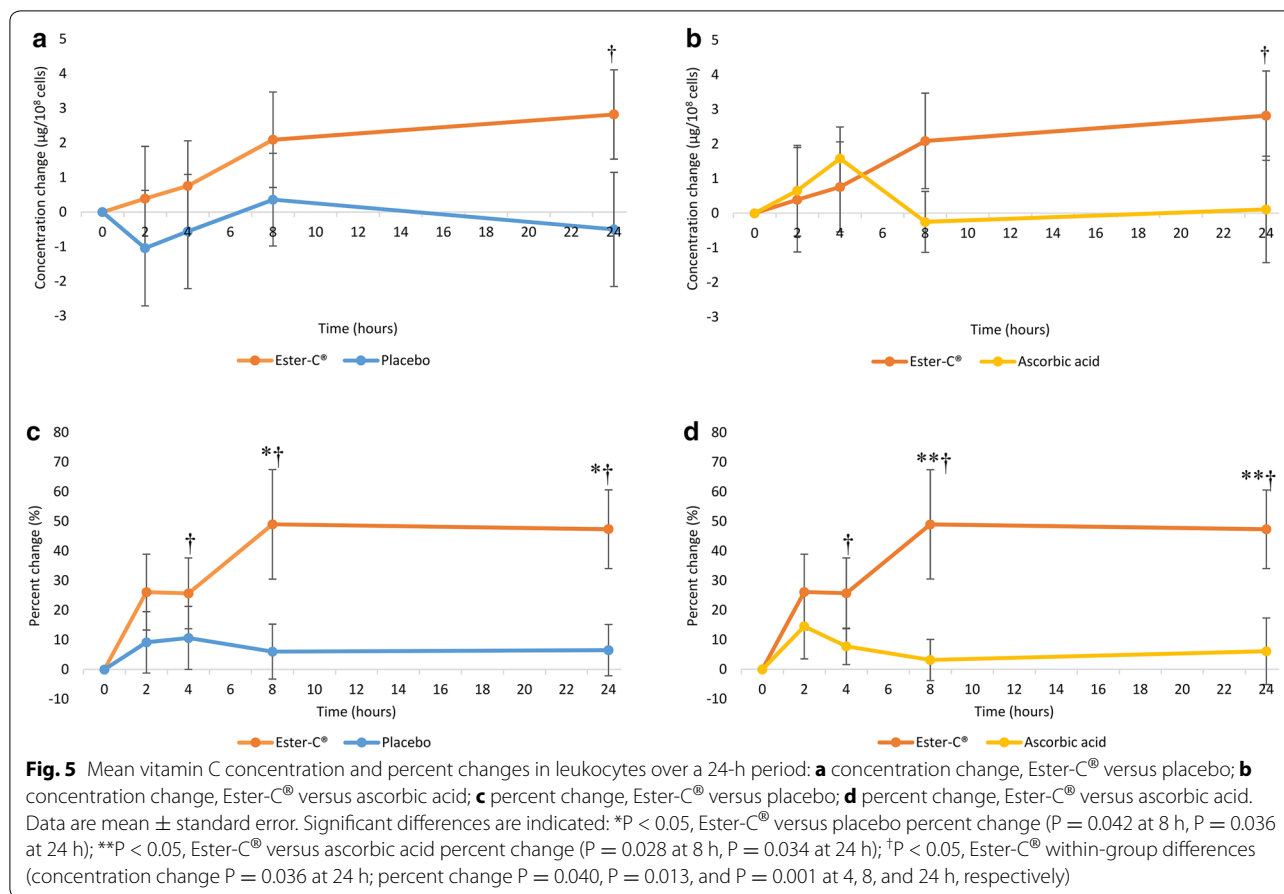 a
5
4
3
2
1
0
-1
-2
-3
Concentration change (µg/10⁸ cells)
†
0 2 4 6 8 10 12 14 16 18 20 22 24
Time (hours)
Ester-C® Placebo
b
5
4
3
2
1
0
-1
-2
-3
Concentration change (µg/10⁸ cells)
†
0 2 4 6 8 10 12 14 16 18 20 22 24
Time (hours)
Ester-C® Ascorbic acid
c
80
70
60
50
40
30
20
10
0
-10
Percent change (%)
† *† *†
0 2 4 6 8 10 12 14 16 18 20 22 24
Time (hours)
Ester-C® Placebo
d
80
70
60
50
40
30
20
10
0
-10
Percent change (%)
† **† **†
0 2 4 6 8 10 12 14 16 18 20 22 24
Time (hours)
Ester-C® Ascorbic acid
Fig. 5 Mean vitamin C concentration and percent changes in leukocytes over a 24-h period: a concentration change, Ester-C® versus placebo; b
concentration change, Ester-C® versus ascorbic acid; c percent change, Ester-C® versus placebo; d percent change, Ester-C® versus ascorbic acid.
Data are mean ± standard error. Significant differences are indicated: *P < 0.05, Ester-C® versus placebo percent change (P = 0.042 at 8 h, P = 0.036
at 24 h); **P < 0.05, Ester-C® versus ascorbic acid percent change (P = 0.028 at 8 h, P = 0.034 at 24 h); †P < 0.05, Ester-C® within-group differences
(concentration change P = 0.036 at 24 h; percent change P = 0.040, P = 0.013, and P = 0.001 at 4, 8, and 24 h, respectively)